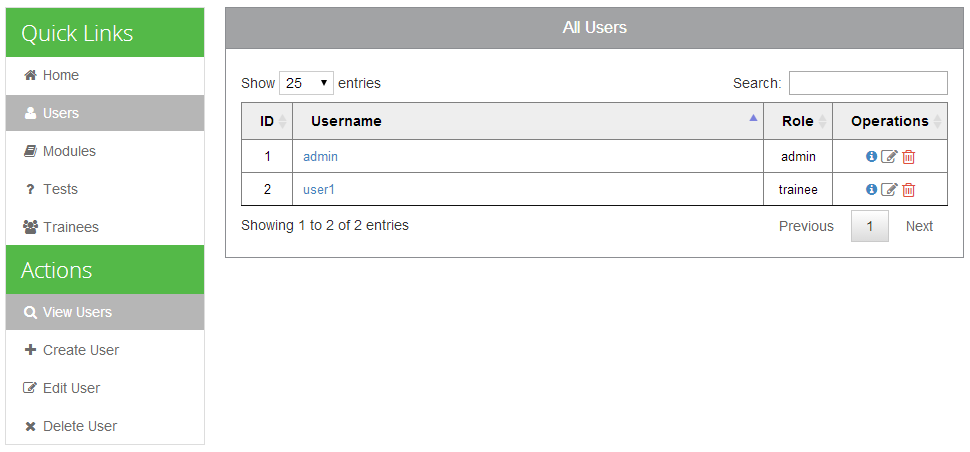 Quick Links
Home
Users
Modules
? Tests
Trainees
Actions
View Users
Create User
Edit User
Delete User
All Users
Show 25 entries Search:
ID Username Role Operations
1 admin admin
2 user1 trainee
Showing 1 to 2 of 2 entries Previous 1 Next